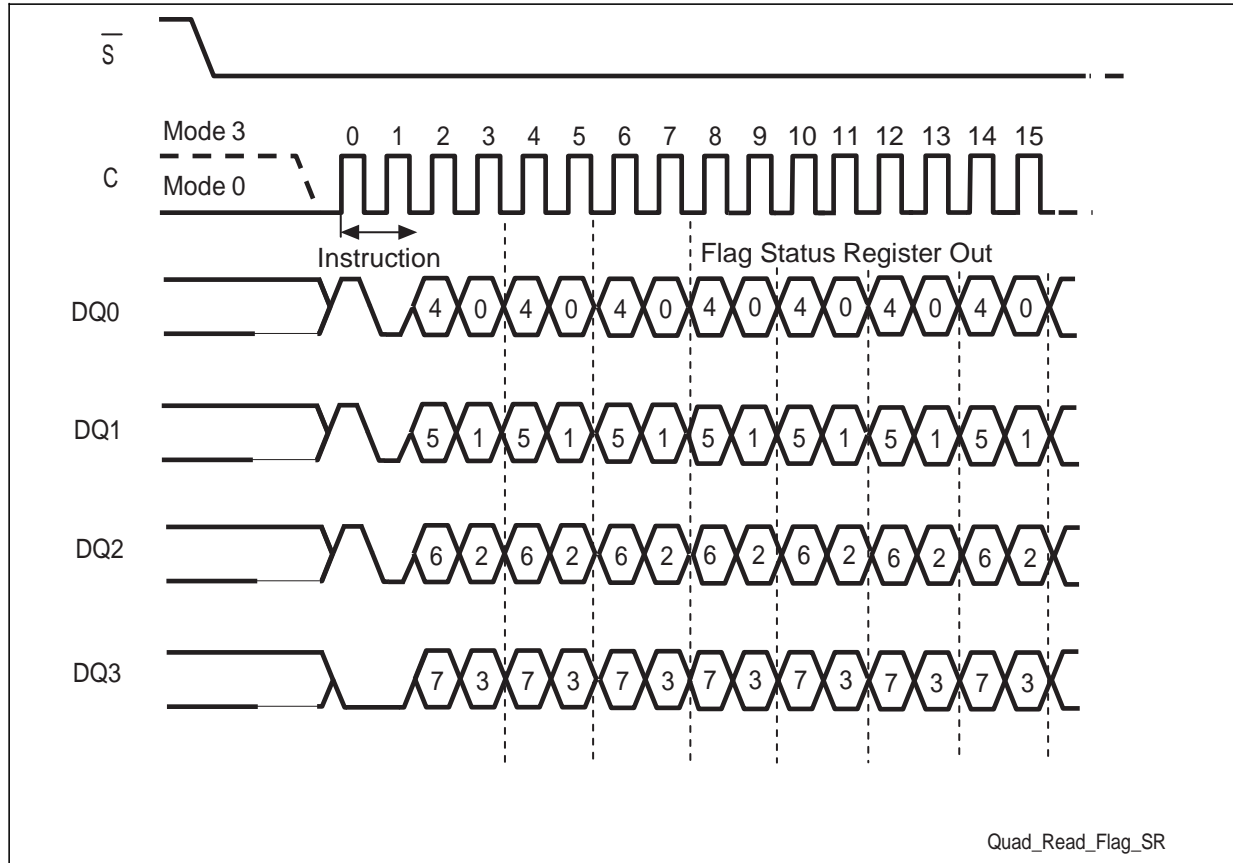 S
Mode 3
0 1 2 3 4 5 6 7 8 9 10 11 12 13 14 15
C
Mode 0
Instruction
Flag Status Register Out
DQ0 4 0 4 0 4 0 4 0 4 0 4 0 4 0
DQ1 5 1 5 1 5 1 5 1 5 1 5 1 5 1
DQ2 6 2 6 2 6 2 6 2 6 2 6 2 6 2
DQ3 7 3 7 3 7 3 7 3 7 3 7 3 7 3
Quad_Read_Flag_SR